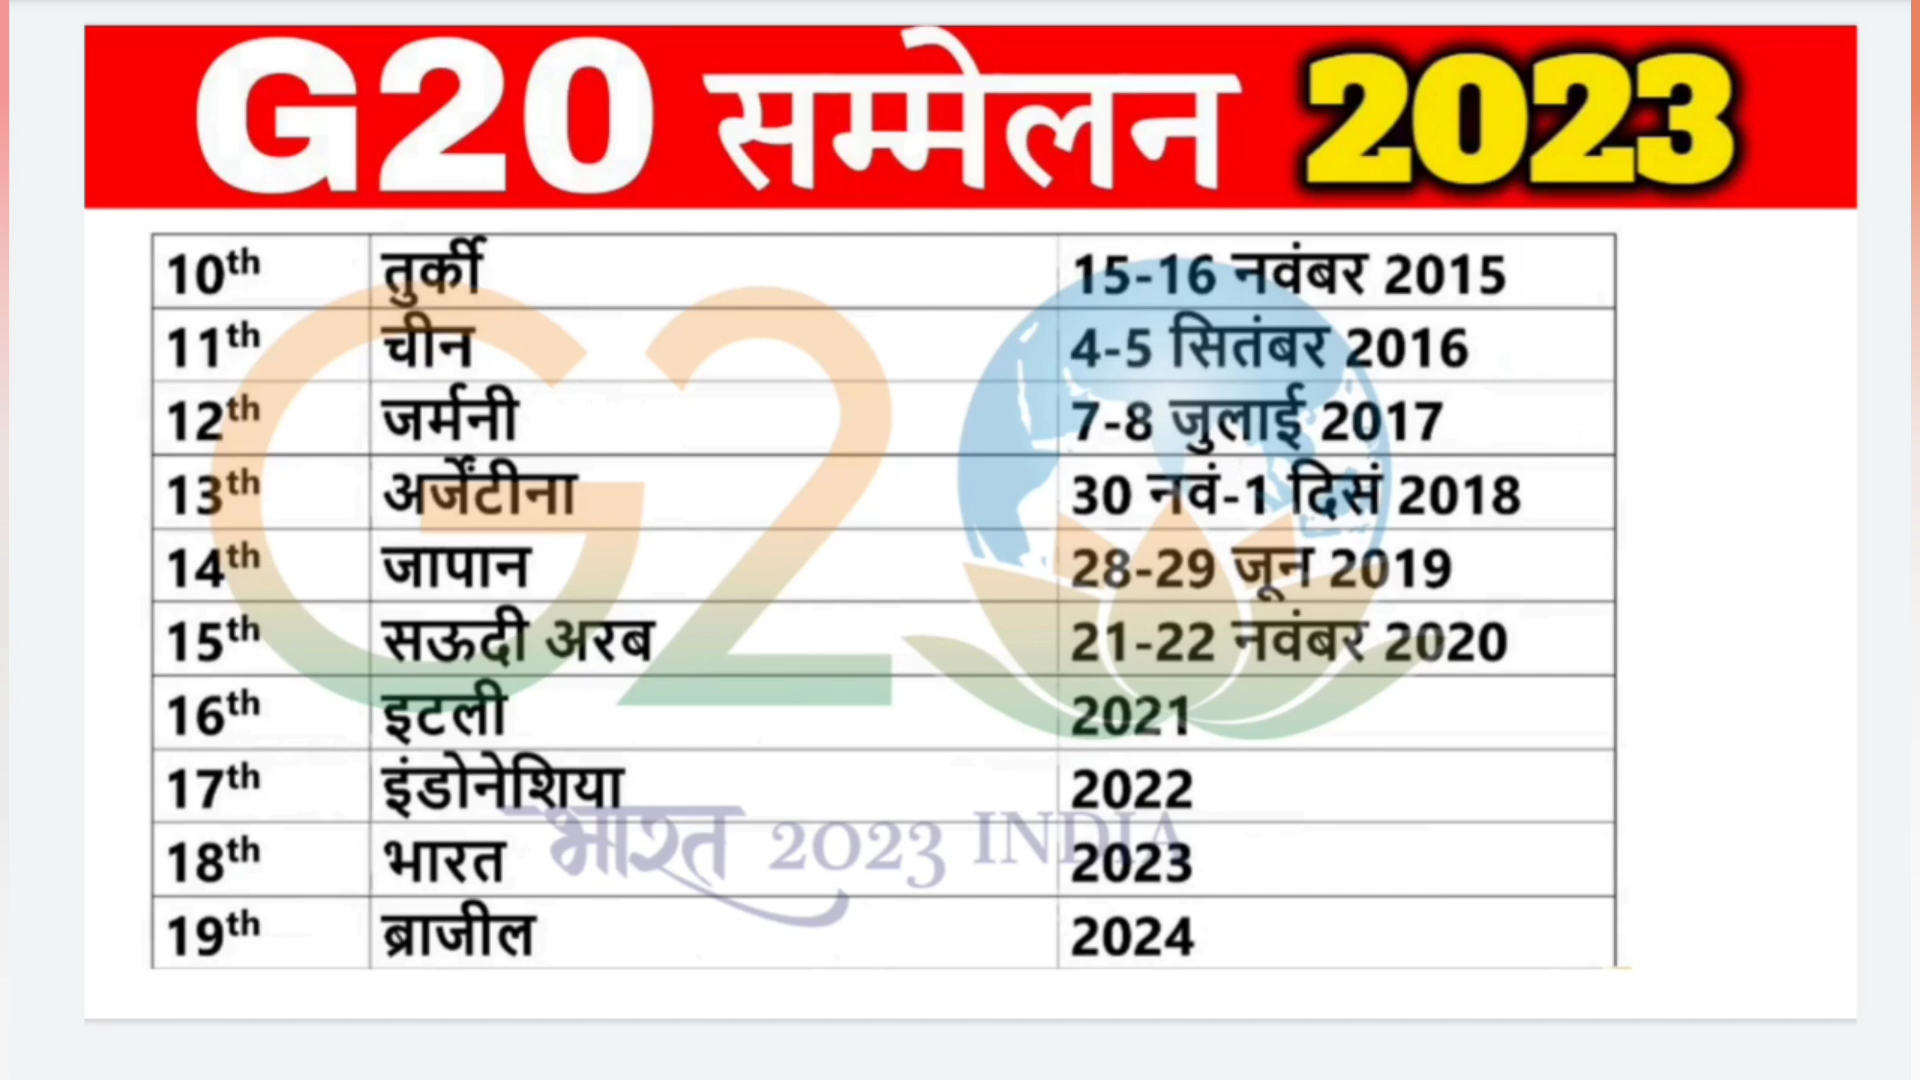 G20 सम्मेलन 2023
10th तुर्की 15-16 नवंबर 2015
11th चीन 4-5 सितंबर 2016
12th जर्मनी 7-8 जुलाई 2017
13th अर्जेंटीना 30 नवं-1 दिसं 2018
14th जापान 28-29 जून 2019
15th सऊदी अरब 21-22 नवंबर 2020
16th इटली 2021
17th इंडोनेशिया 2022
18th भारत 2023
19th ब्राजील 2024
G20
भारत 2023 INDIA